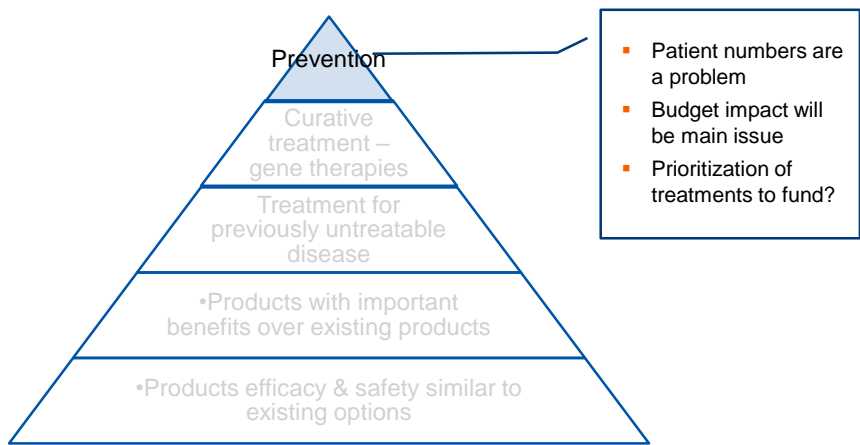 Prevention
Curative
treatment –
gene therapies
Treatment for
previously untreatable
disease
•Products with important
benefits over existing products
•Products efficacy & safety similar to
existing options
▪ Patient numbers are
a problem
▪ Budget impact will
be main issue
▪ Prioritization of
treatments to fund?